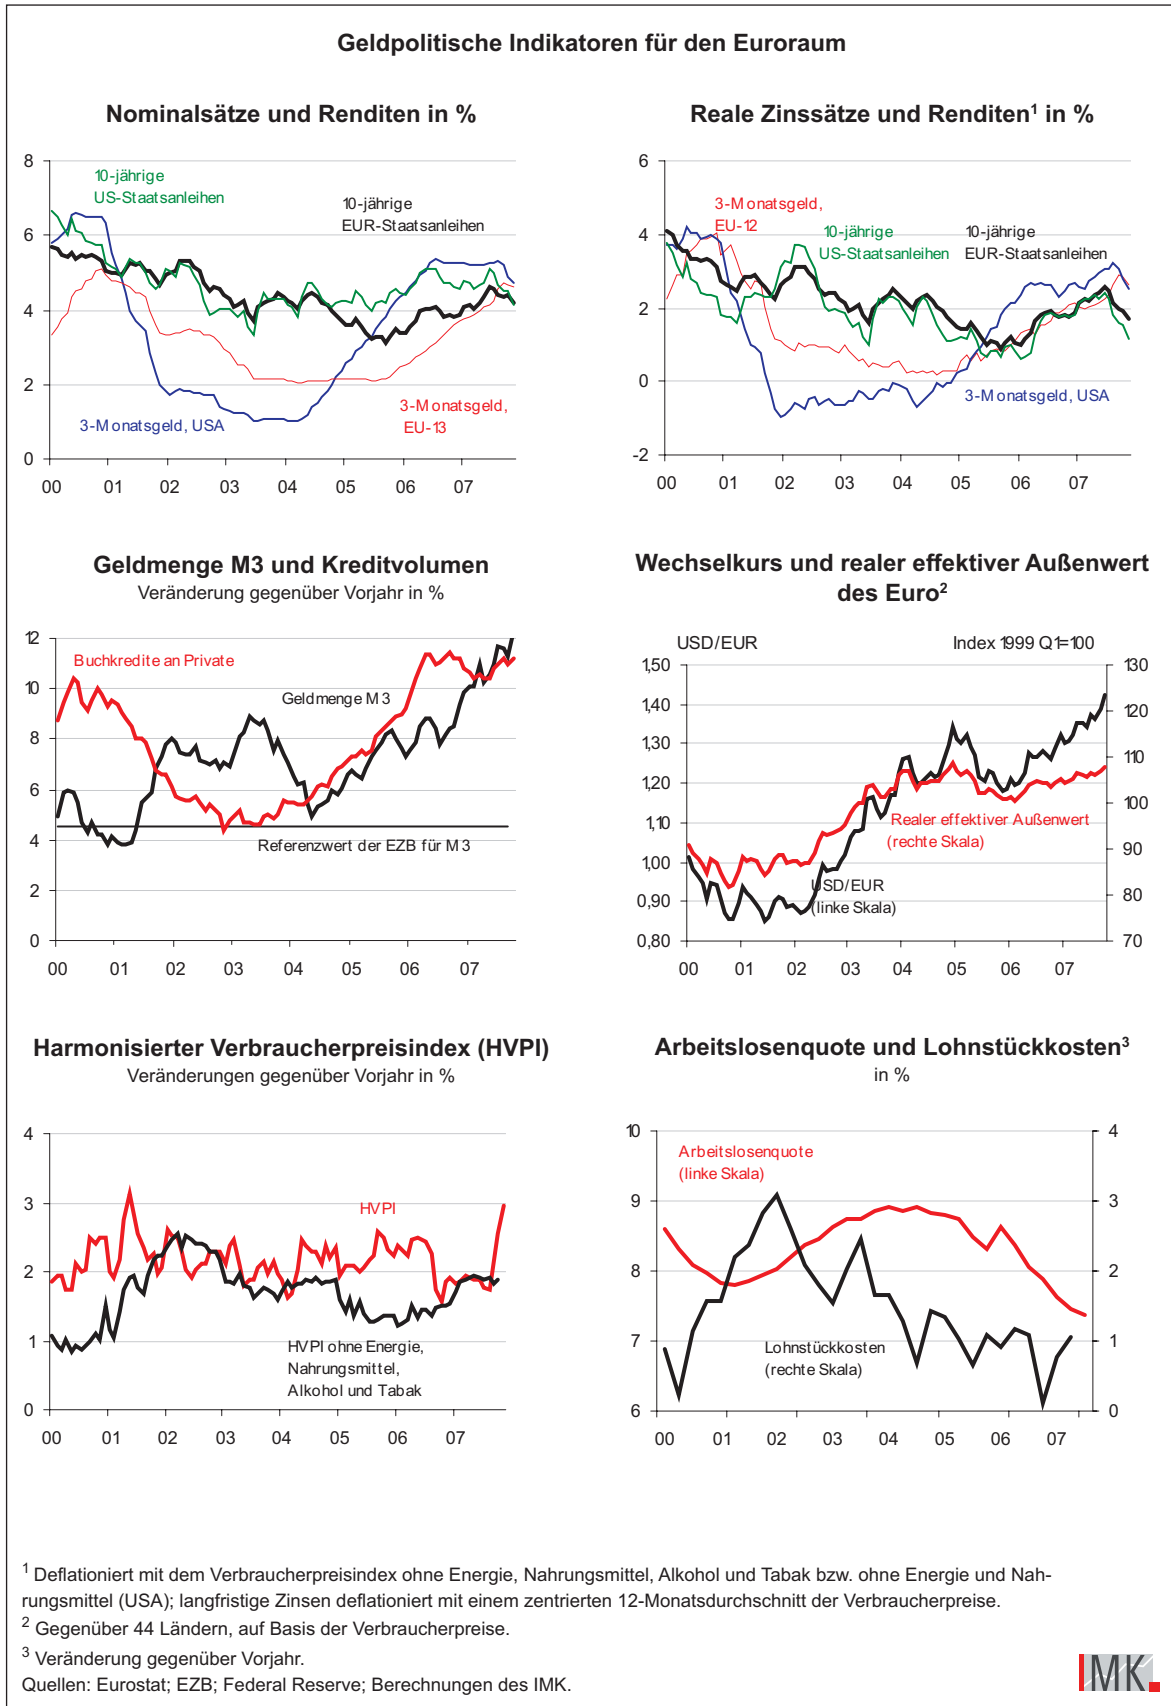 Geldpolitische Indikatoren für den Euroraum
Nominalsätze und Renditen in %
8
6
4
2
0
10-jährige
US-Staatsanleihen
10-jährige
EUR-Staatsanleihen
3-Monatsgeld, USA
3-Monatsgeld,
EU-13
00 01 02 03 04 05 06 07
Reale Zinssätze und Renditen¹ in %
6
4
2
0
-2
3-Monatsgeld,
EU-12
10-jährige
US-Staatsanleihen
10-jährige
EUR-Staatsanleihen
3-Monatsgeld, USA
00 01 02 03 04 05 06 07
Geldmenge M3 und Kreditvolumen
Veränderung gegenüber Vorjahr in %
12
10
8
6
4
2
0
Buchkredite an Private
Geldmenge M3
Referenzwert der EZB für M3
00 01 02 03 04 05 06 07
Wechselkurs und realer effektiver Außenwert
des Euro²
USD/EUR
Index 1999 Q1=100
1,50
1,40
1,30
1,20
1,10
1,00
0,90
0,80
130
120
110
100
90
80
70
Realer effektiver Außenwert
(rechte Skala)
USD/EUR
(linke Skala)
00 01 02 03 04 05 06 07
Harmonisierter Verbraucherpreisindex (HVPI)
Veränderungen gegenüber Vorjahr in %
4
3
2
1
0
HVPI
HVPI ohne Energie,
Nahrungsmittel,
Alkohol und Tabak
00 01 02 03 04 05 06 07
Arbeitslosenquote und Lohnstückkosten³
in %
10
9
8
7
6
4
3
2
1
0
Arbeitslosenquote
(linke Skala)
Lohnstückkosten
(rechte Skala)
00 01 02 03 04 05 06 07
¹ Deflationiert mit dem Verbraucherpreisindex ohne Energie, Nahrungsmittel, Alkohol und Tabak bzw. ohne Energie und Nah-
rungsmittel (USA); langfristige Zinsen deflationiert mit einem zentrierten 12-Monatsdurchschnitt der Verbraucherpreise.
² Gegenüber 44 Ländern, auf Basis der Verbraucherpreise.
³ Veränderung gegenüber Vorjahr.
Quellen: Eurostat; EZB; Federal Reserve; Berechnungen des IMK.
IMK